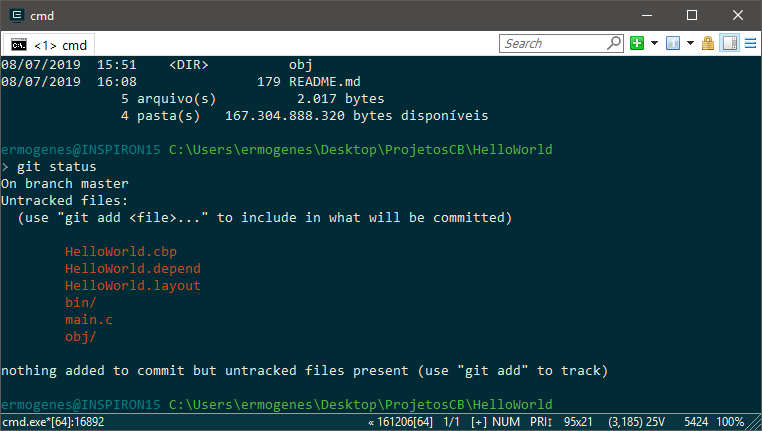 cmd
<1> cmd
Search
08/07/2019  15:51    <DIR>          obj
08/07/2019  16:08               179 README.md
               5 arquivo(s)          2.017 bytes
               4 pasta(s)   167.304.888.320 bytes disponíveis
ermogenes@INSPIRON15 C:\Users\ermogenes\Desktop\ProjetosCB\HelloWorld
> git status
On branch master
Untracked files:
  (use "git add <file>..." to include in what will be committed)
        HelloWorld.cbp
        HelloWorld.depend
        HelloWorld.layout
        bin/
        main.c
        obj/
nothing added to commit but untracked files present (use "git add" to track)
ermogenes@INSPIRON15 C:\Users\ermogenes\Desktop\ProjetosCB\HelloWorld
cmd.exe*[64]:16892 « 161206[64] 1/1 [+] NUM PRI↕ 95x21 (3,185) 25V 5424 100%